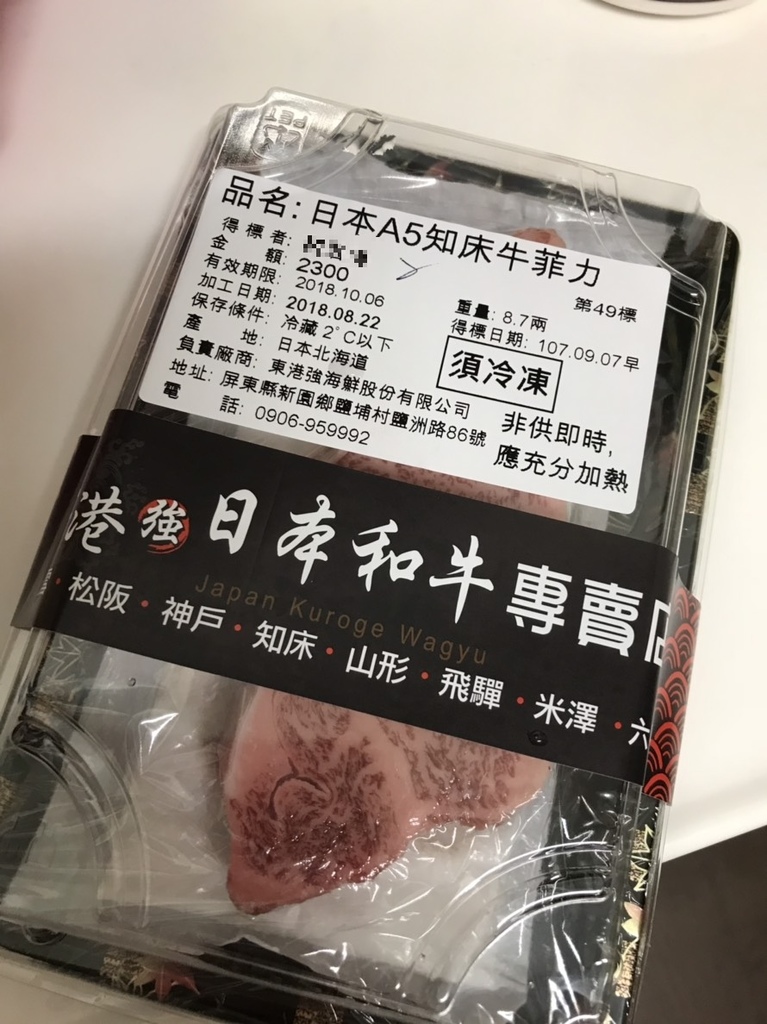 PET
品名: 日本A5知床牛菲力
得標者:
第49標
金額: 2300
重量: 8.7兩
有效期限: 2018.10.06
得標日期: 107.09.07早
加工日期: 2018.08.22
保存條件: 冷藏 2°C以下
須冷凍
產地: 日本北海道
負責廠商: 東港強海鮮股份有限公司
非供即時,
地址: 屏東縣新園鄉鹽埔村鹽洲路86號
應充分加熱
電話: 0906-959992
港強日本和牛專賣
Japan Kuroge Wagyu
·松阪·神戶·知床·山形·飛驒·米澤·六